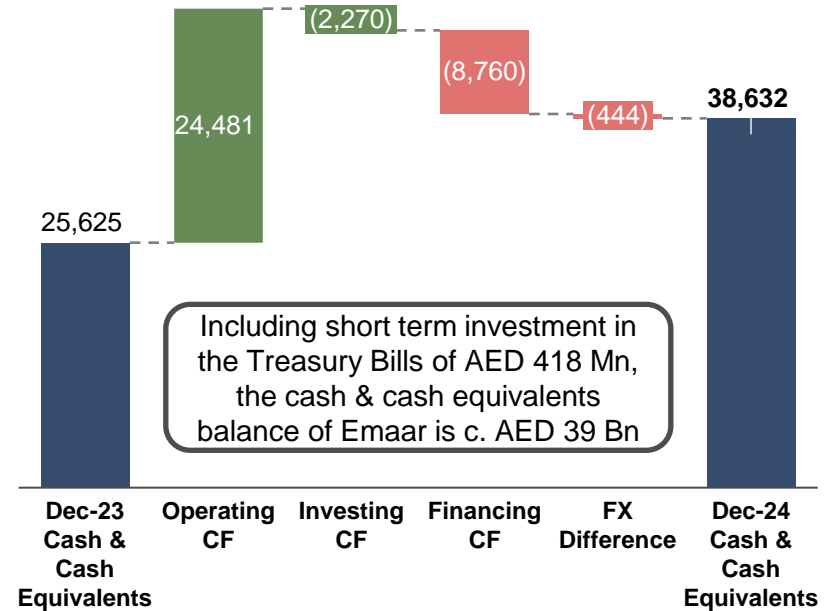 (2,270)
(8,760)
38,632
24,481
(444)
25,625
Including short term investment in
the Treasury Bills of AED 418 Mn,
the cash & cash equivalents
balance of Emaar is c. AED 39 Bn
Dec-23
Cash &
Cash
Equivalents
Operating
CF
Investing
CF
Financing
CF
FX
Difference
Dec-24
Cash &
Cash
Equivalents